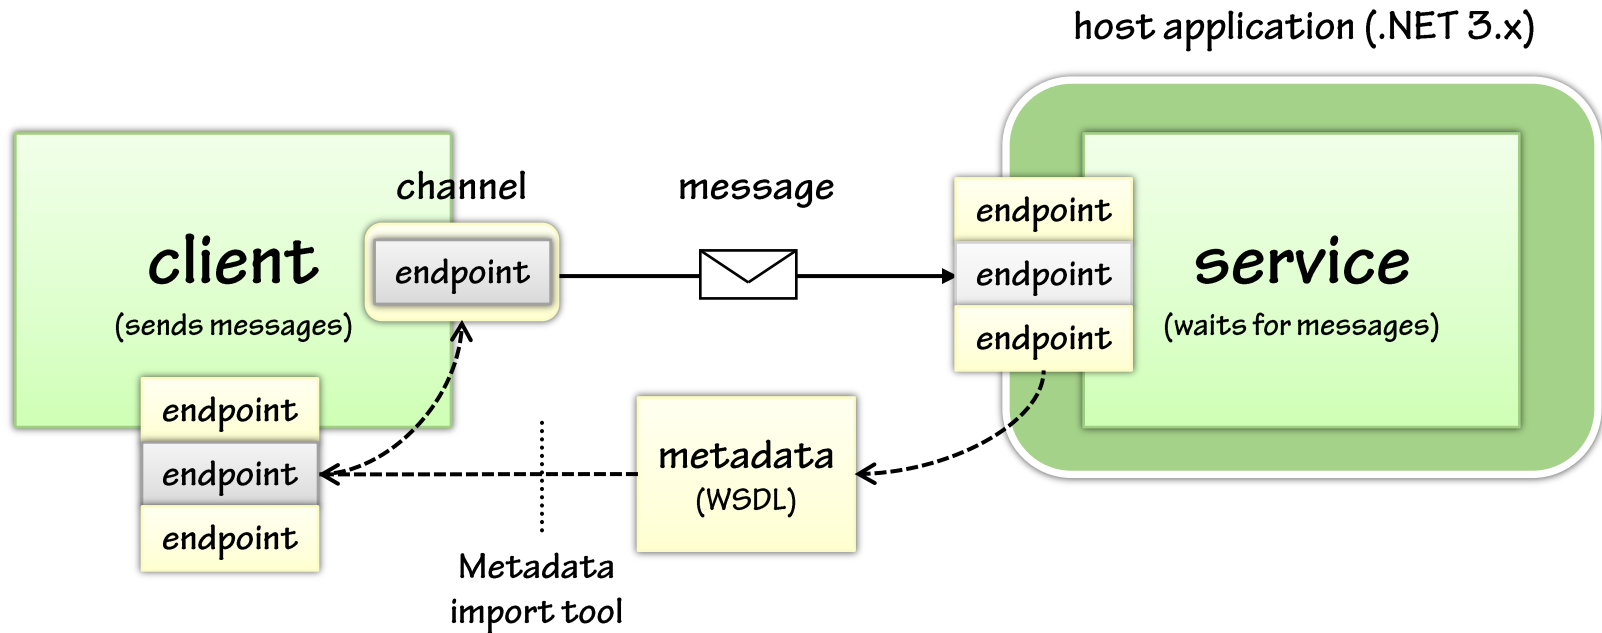 host application (.NET 3.x)
channel
message
client
(sends messages)
endpoint
endpoint
endpoint
endpoint
service
(waits for messages)
endpoint
endpoint
endpoint
metadata
(WSDL)
Metadata
import tool